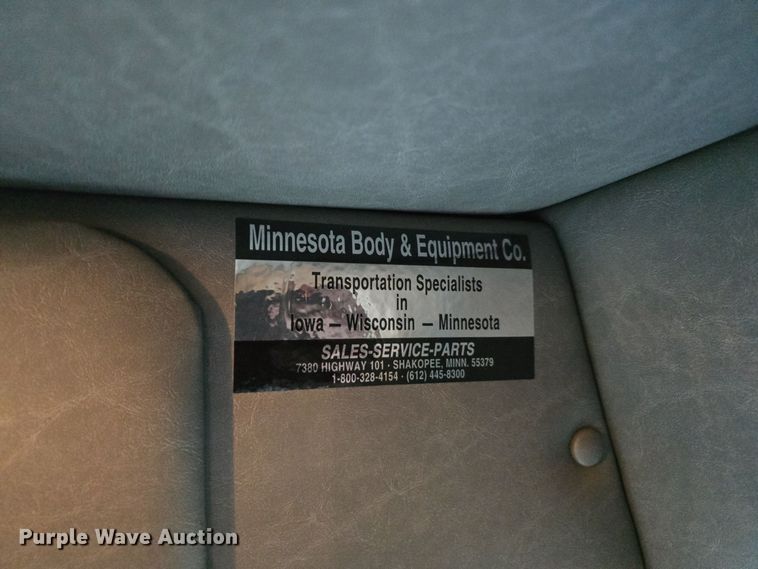 Minnesota Body & Equipment Co.
Transportation Specialists
in
Iowa – Wisconsin – Minnesota
SALES-SERVICE-PARTS
7380 HIGHWAY 101 · SHAKOPEE, MINN. 55379
1-800-328-4154 · (612) 445-8300
Purple Wave Auction